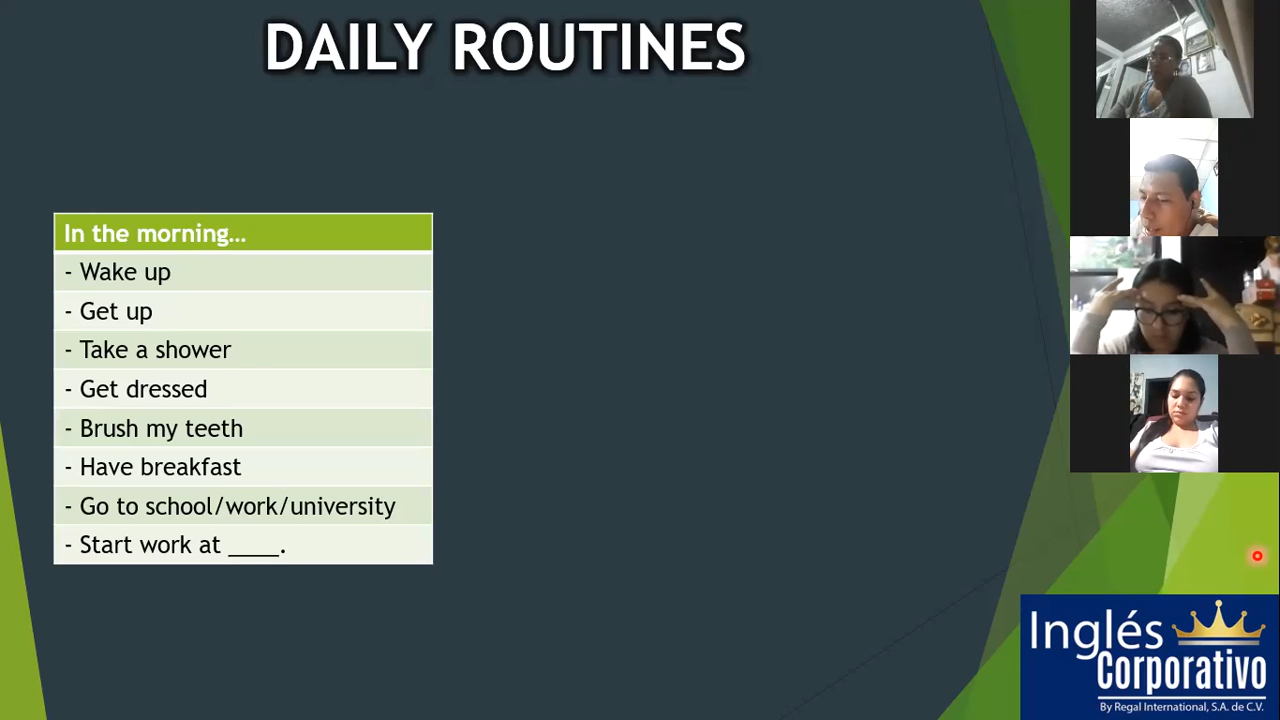 DAILY ROUTINES
In the morning…
- Wake up
- Get up
- Take a shower
- Get dressed
- Brush my teeth
- Have breakfast
- Go to school/work/university
- Start work at ____.
Inglés
Corporativo
By Regal International, S.A. de C.V.